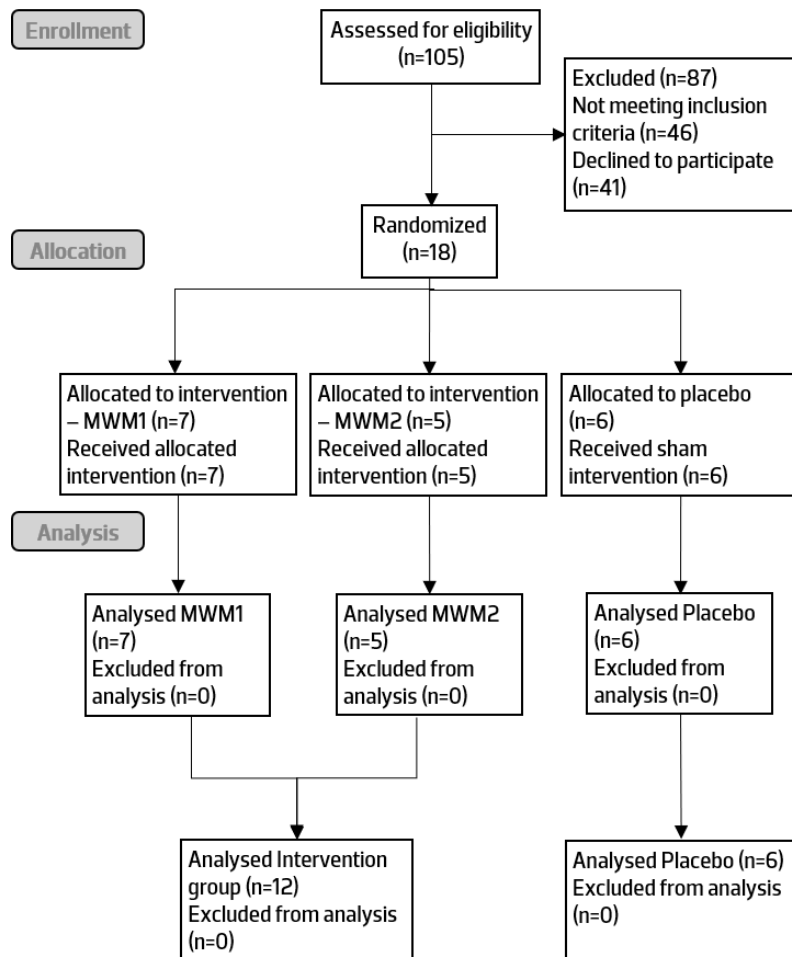 Enrollment
Assessed for eligibility
(n=105)
Excluded (n=87)
Not meeting inclusion
criteria (n=46)
Declined to participate
(n=41)
Randomized
(n=18)
Allocation
Allocated to intervention
– MWM1 (n=7)
Received allocated
intervention (n=7)
Allocated to intervention
– MWM2 (n=5)
Received allocated
intervention (n=5)
Allocated to placebo
(n=6)
Received sham
intervention (n=6)
Analysis
Analysed MWM1
(n=7)
Excluded from
analysis (n=0)
Analysed MWM2
(n=5)
Excluded from
analysis (n=0)
Analysed Placebo
(n=6)
Excluded from
analysis (n=0)
Analysed Intervention
group (n=12)
Excluded from analysis
(n=0)
Analysed Placebo (n=6)
Excluded from analysis
(n=0)